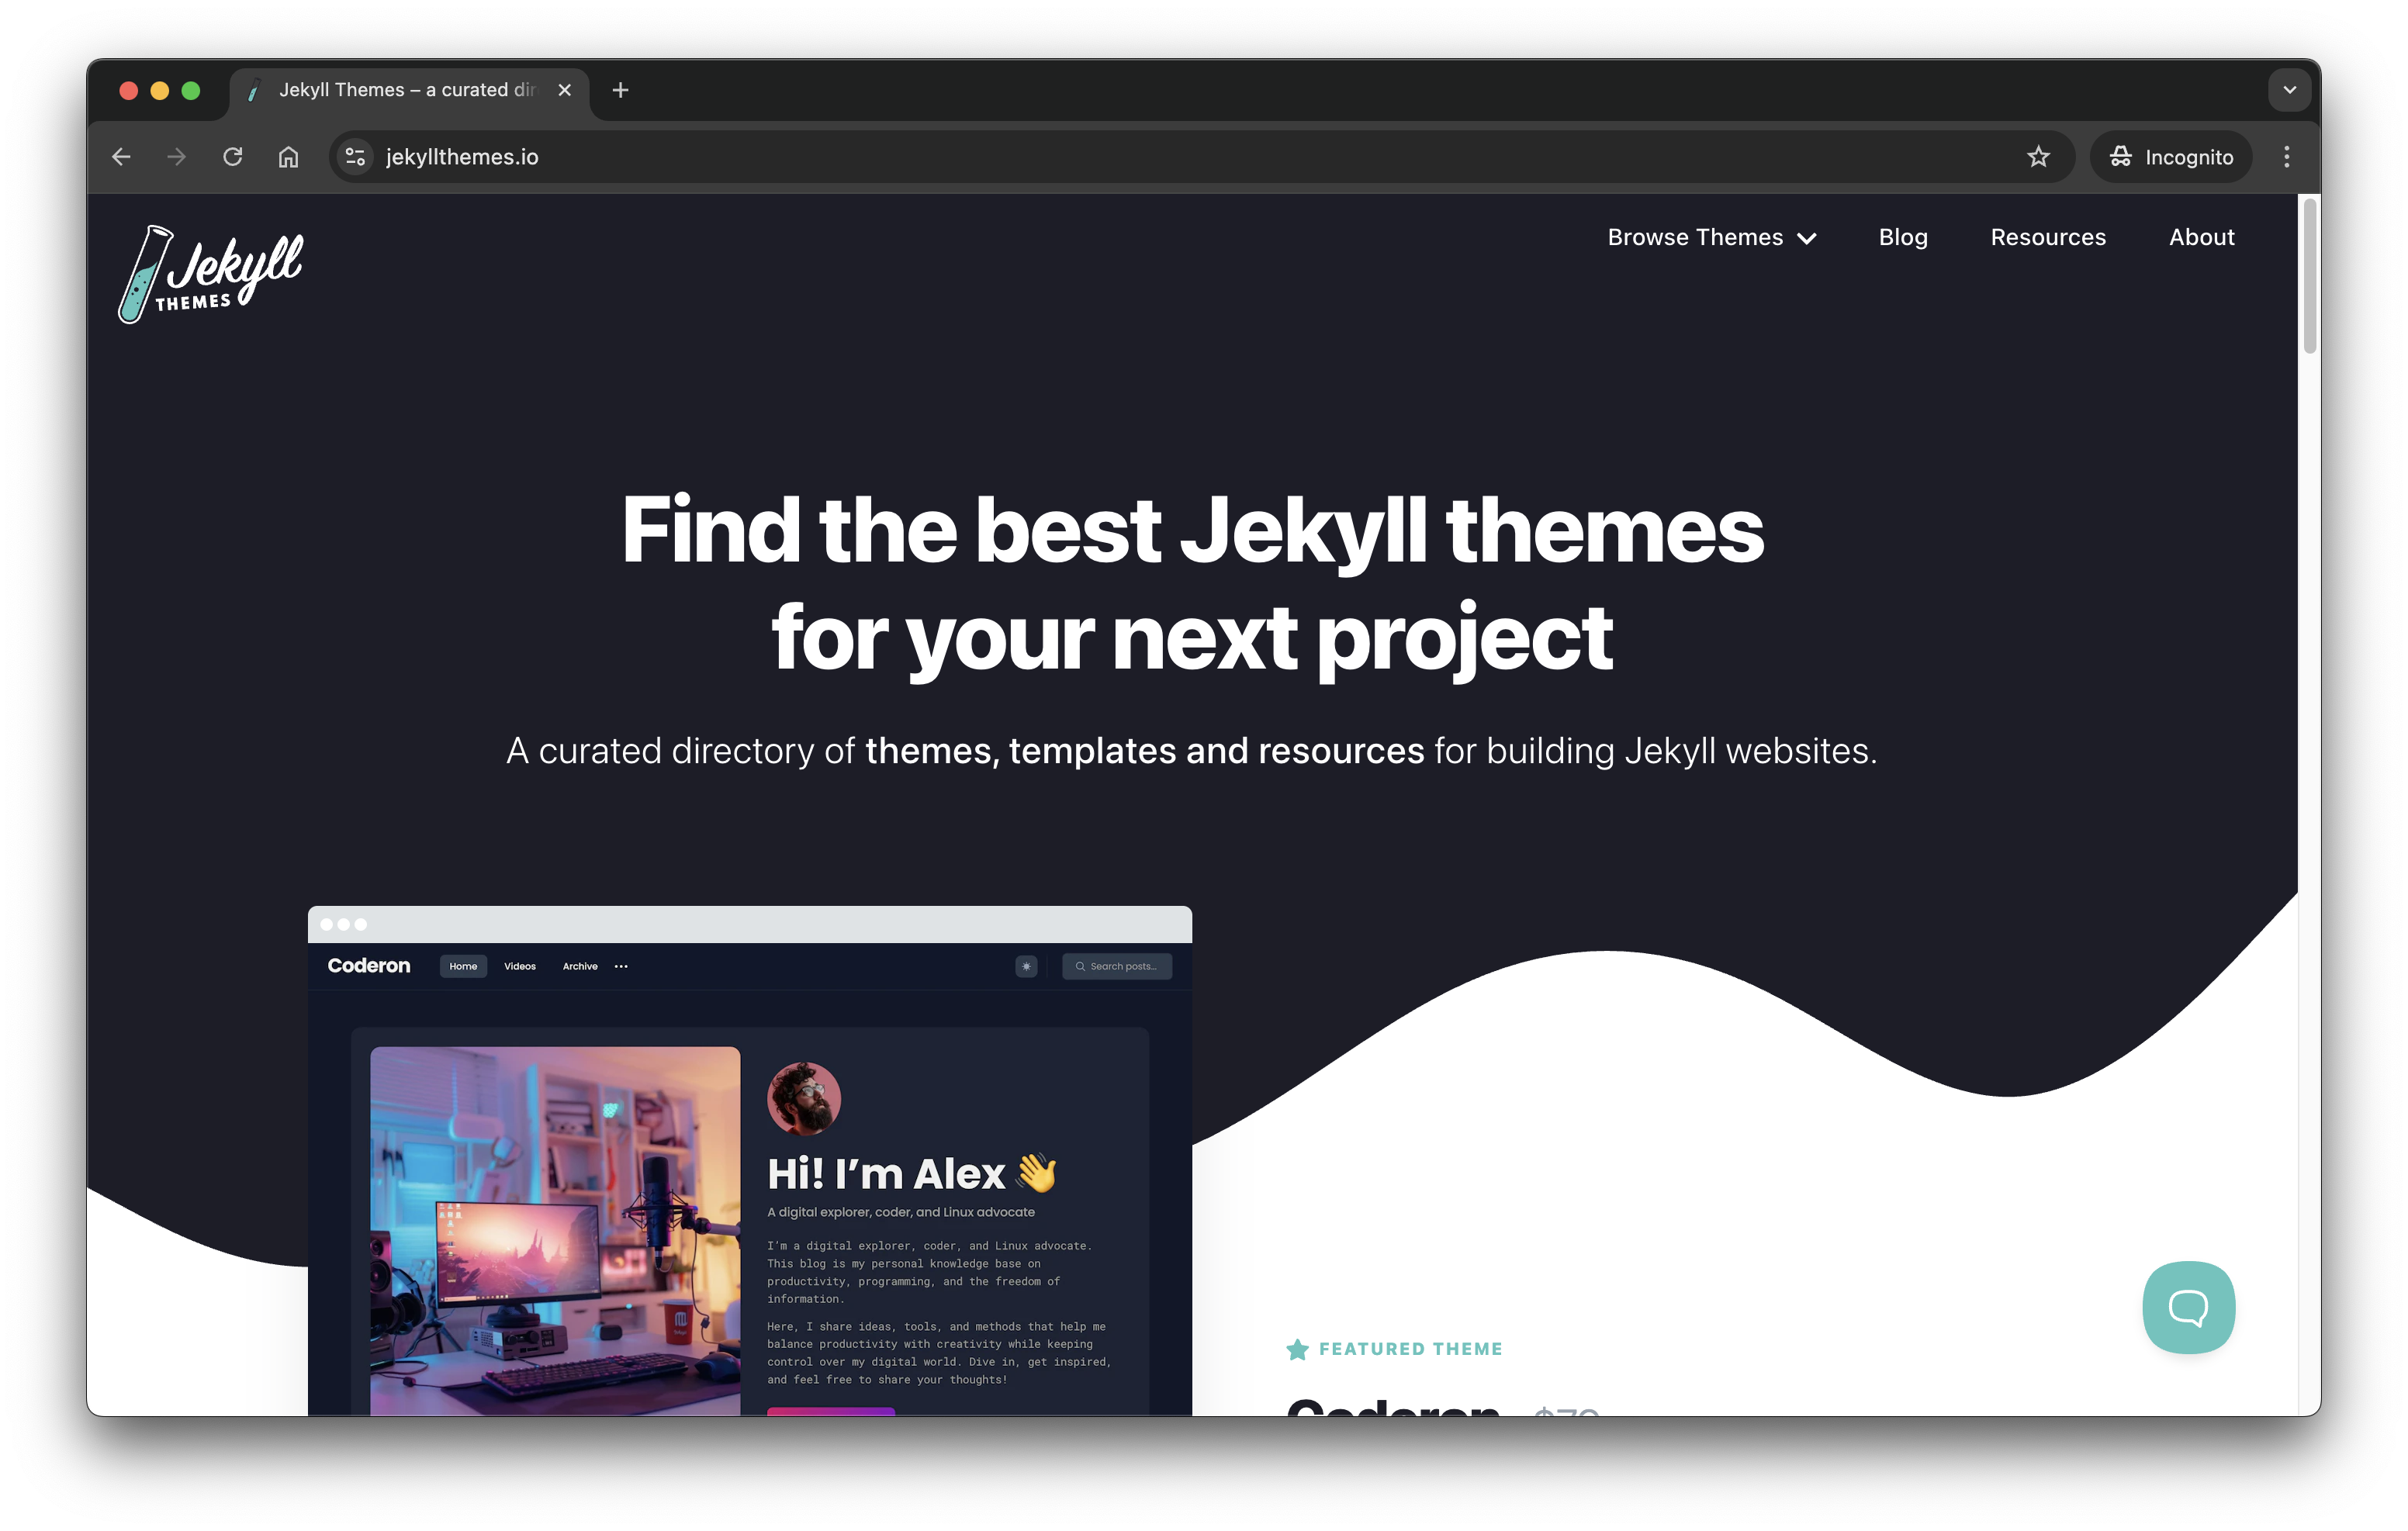 Jekyll Themes – a curated dir
jekyllthemes.io
Incognito
Jekyll
THEMES
Browse Themes
Blog
Resources
About
Find the best Jekyll themes
for your next project
A curated directory of themes, templates and resources for building Jekyll websites.
Coderon
Home
Videos
Archive
Search posts...
Hi! I’m Alex 👋
A digital explorer, coder, and Linux advocate
I’m a digital explorer, coder, and Linux advocate.
This blog is my personal knowledge base on
productivity, programming, and the freedom of
information.
Here, I share ideas, tools, and methods that help me
balance productivity with creativity while keeping
control over my digital world. Dive in, get inspired,
and feel free to share your thoughts!
FEATURED THEME
Coderon